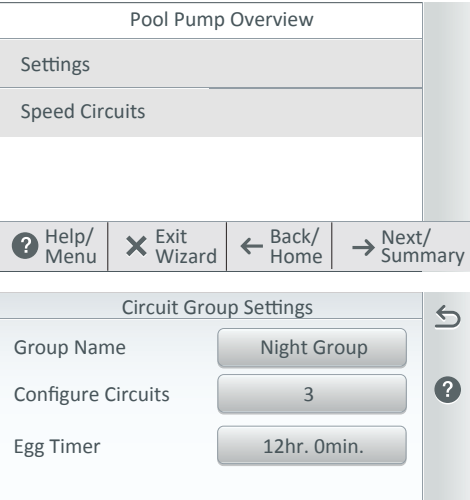 Pool Pump Overview
Settings
Speed Circuits
? Help/ Exit Back/ Next/
Menu Wizard Home Summary
Circuit Group Settings
Group Name Night Group
Configure Circuits 3
?
Egg Timer 12hr. 0min.